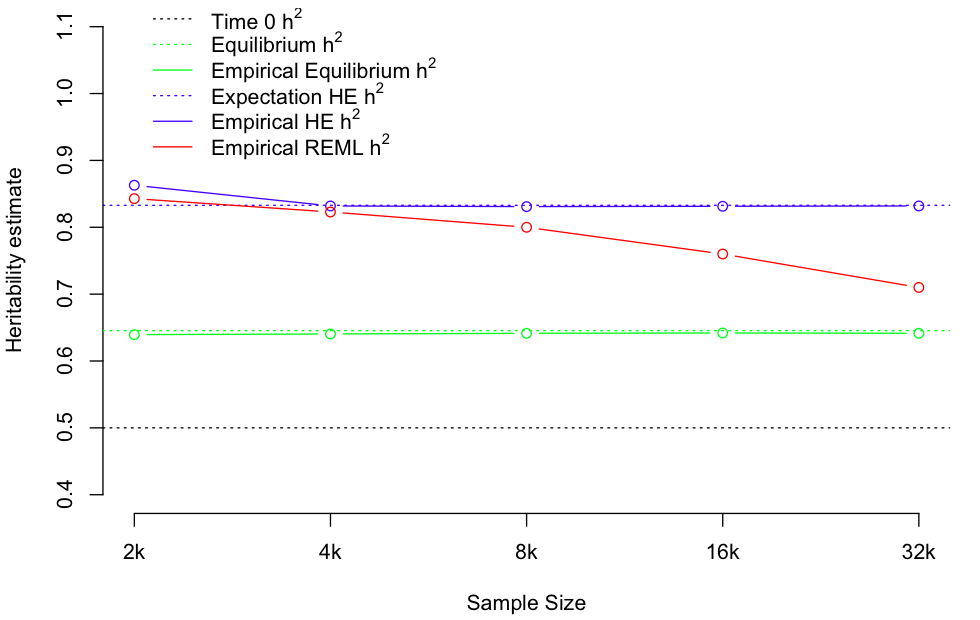 Time 0 h²
Equilibrium h²
Empirical Equilibrium h²
Expectation HE h²
Empirical HE h²
Empirical REML h²
Heritability estimate
1.1
1.0
0.9
0.8
0.7
0.6
0.5
0.4
2k 4k 8k 16k 32k
Sample Size